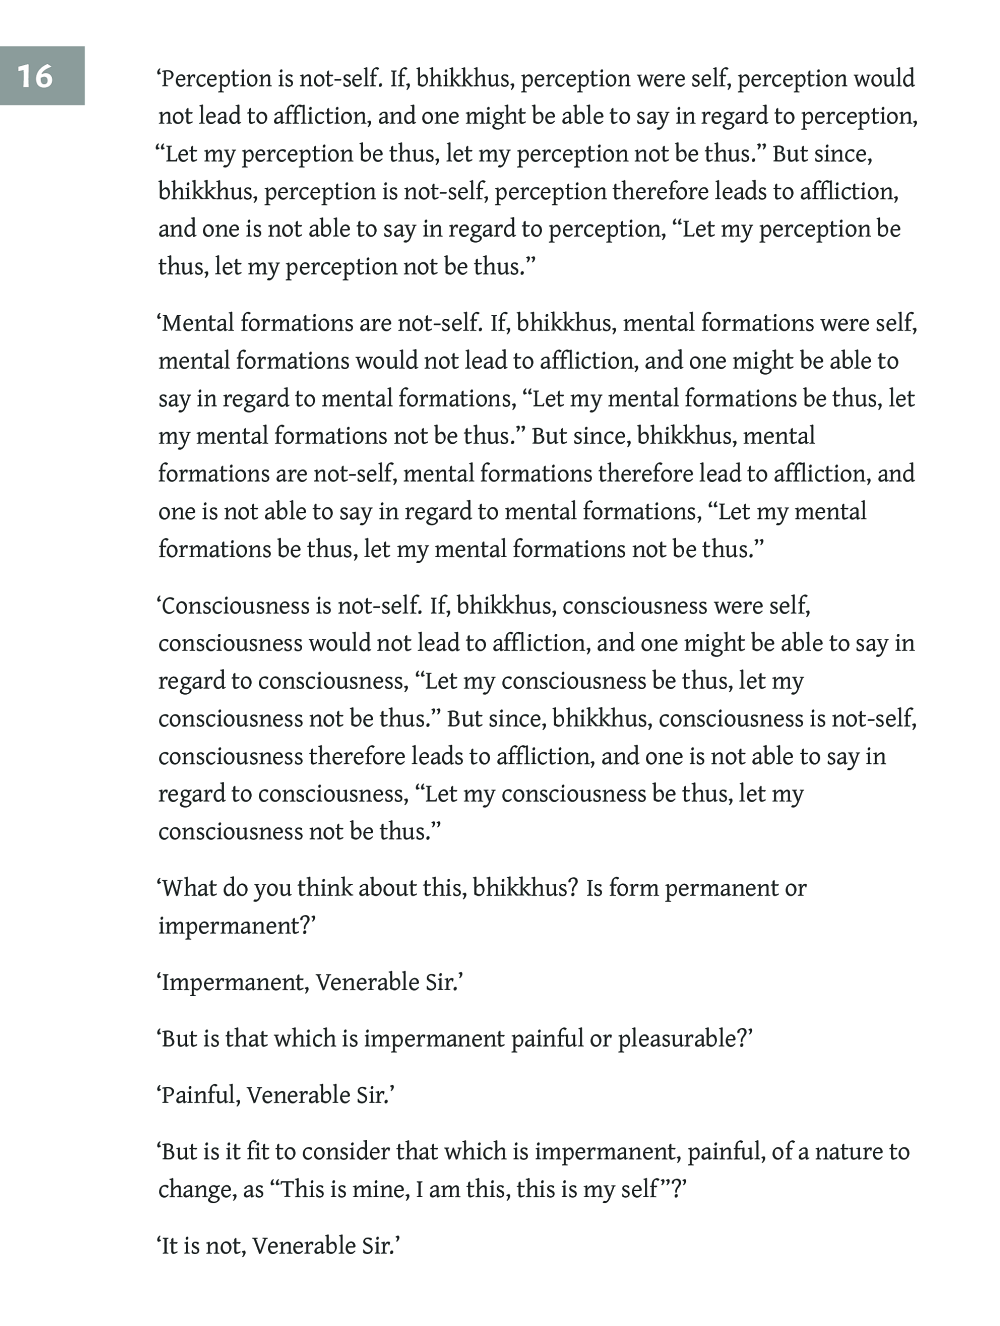 16
‘Perception is not-self. If, bhikkhus, perception were self, perception would
not lead to affliction, and one might be able to say in regard to perception,
“Let my perception be thus, let my perception not be thus.” But since,
bhikkhus, perception is not-self, perception therefore leads to affliction,
and one is not able to say in regard to perception, “Let my perception be
thus, let my perception not be thus.”
‘Mental formations are not-self. If, bhikkhus, mental formations were self,
mental formations would not lead to affliction, and one might be able to
say in regard to mental formations, “Let my mental formations be thus, let
my mental formations not be thus.” But since, bhikkhus, mental
formations are not-self, mental formations therefore lead to affliction, and
one is not able to say in regard to mental formations, “Let my mental
formations be thus, let my mental formations not be thus.”
‘Consciousness is not-self. If, bhikkhus, consciousness were self,
consciousness would not lead to affliction, and one might be able to say in
regard to consciousness, “Let my consciousness be thus, let my
consciousness not be thus.” But since, bhikkhus, consciousness is not-self,
consciousness therefore leads to affliction, and one is not able to say in
regard to consciousness, “Let my consciousness be thus, let my
consciousness not be thus.”
‘What do you think about this, bhikkhus? Is form permanent or
impermanent?’
‘Impermanent, Venerable Sir.’
‘But is that which is impermanent painful or pleasurable?’
‘Painful, Venerable Sir.’
‘But is it fit to consider that which is impermanent, painful, of a nature to
change, as “This is mine, I am this, this is my self”?’
‘It is not, Venerable Sir.’